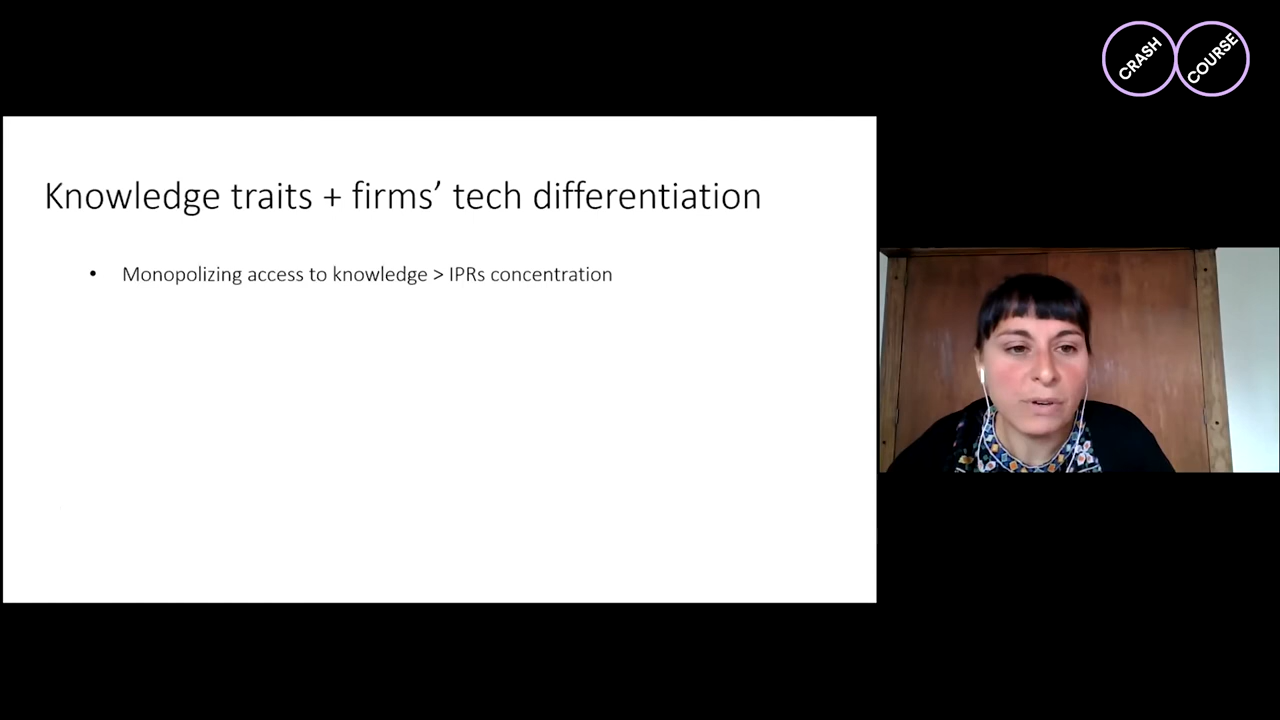 CRASH COURSE
Knowledge traits + firms’ tech differentiation
• Monopolizing access to knowledge > IPRs concentration